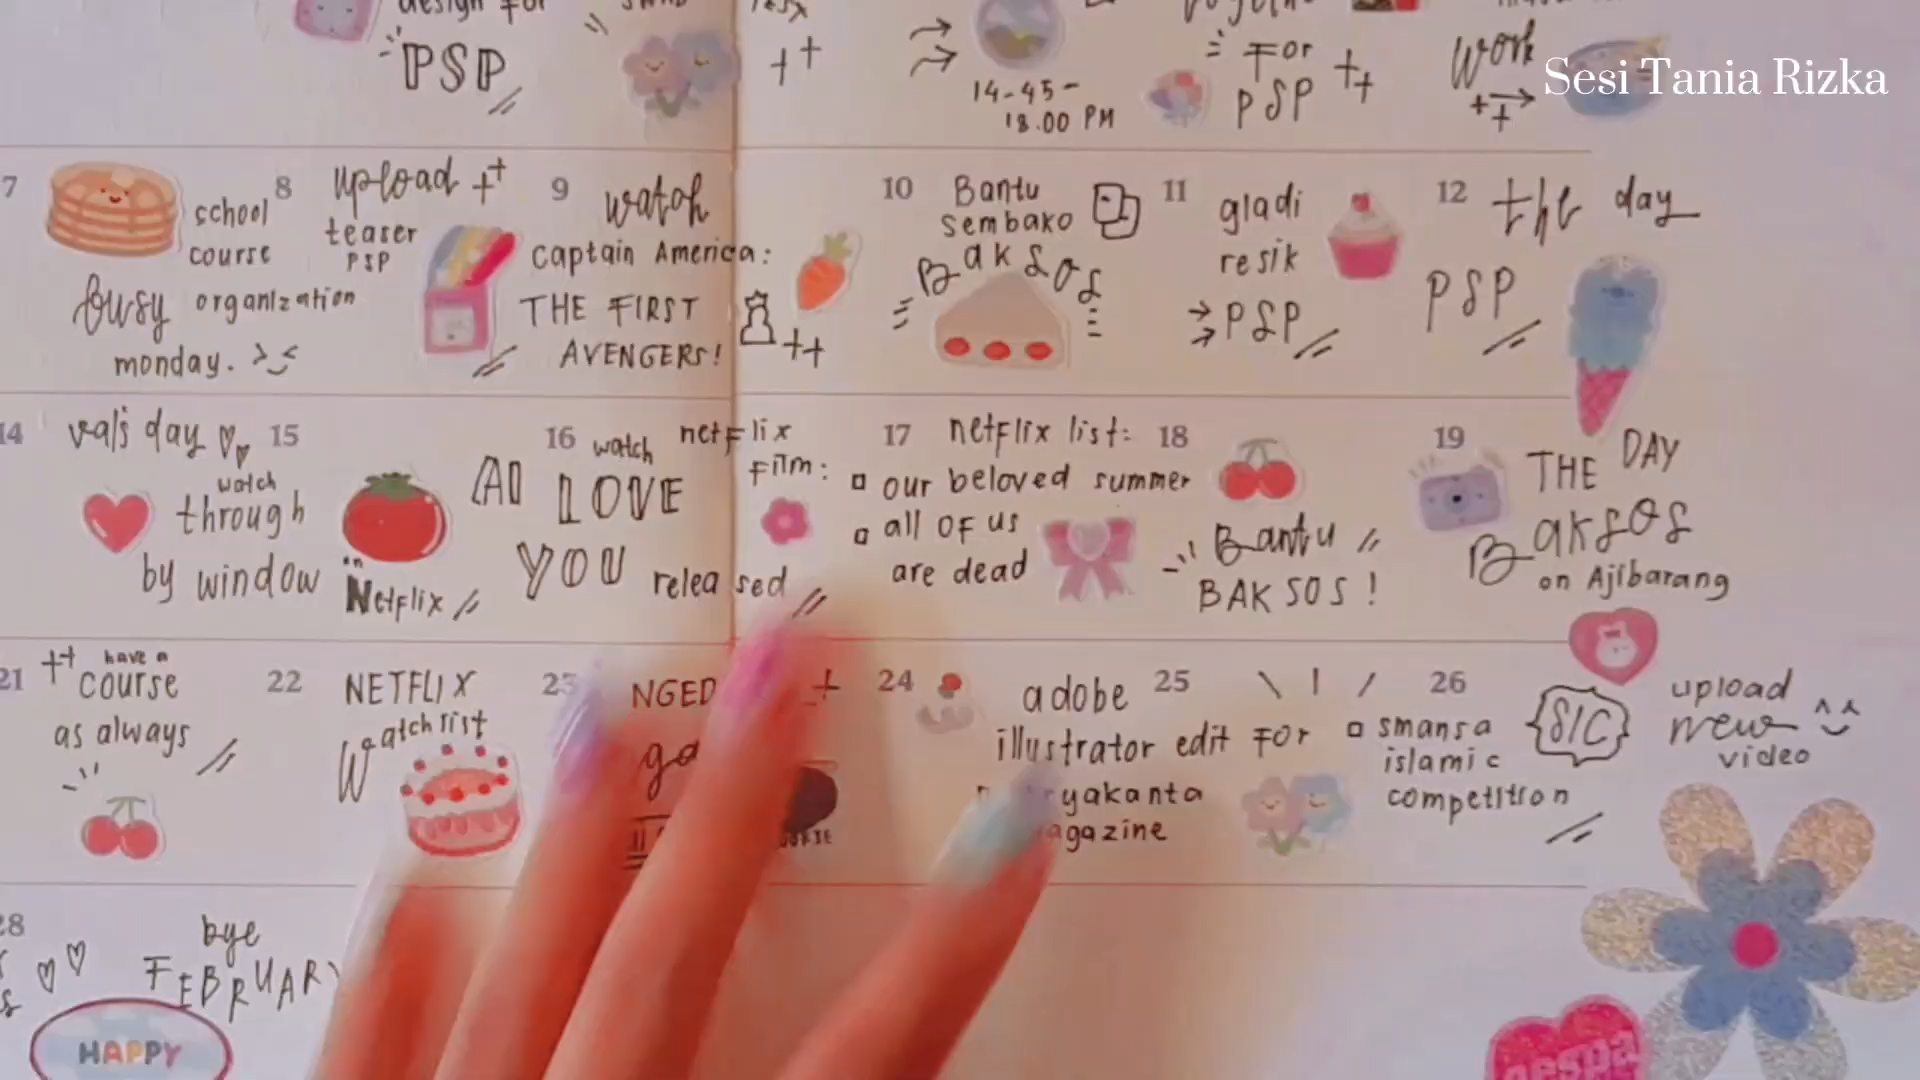 design for
PSP
14-45-
18.00 PM
For
PSP
Work
Sesi Tania Rizka
7
school
course
organization
busy
monday.
8
upload
teaser
PSP
9
watch
captain America:
THE FIRST
AVENGERS!
10
Bantu
sembako
BAKSOS
11
gladi
resik
PSP
12
the day
PSP
14
val's day
watch
through
by window
15
in
Netflix
16
watch netflix
film:
AI LOVE
YOU released
17
netflix list:
our beloved summer
all of us
are dead
18
Bantu
BAKSOS!
19
THE DAY
BAKSOS
on Ajibarang
21
have a
course
as always
22
NETFLIX
Watchlist
23
NGED
24
adobe
illustrator edit for
25
smansa
islamic
competition
26
SIC
upload
new
video
28
bye
FEBRUARY
HAPPY
aespa